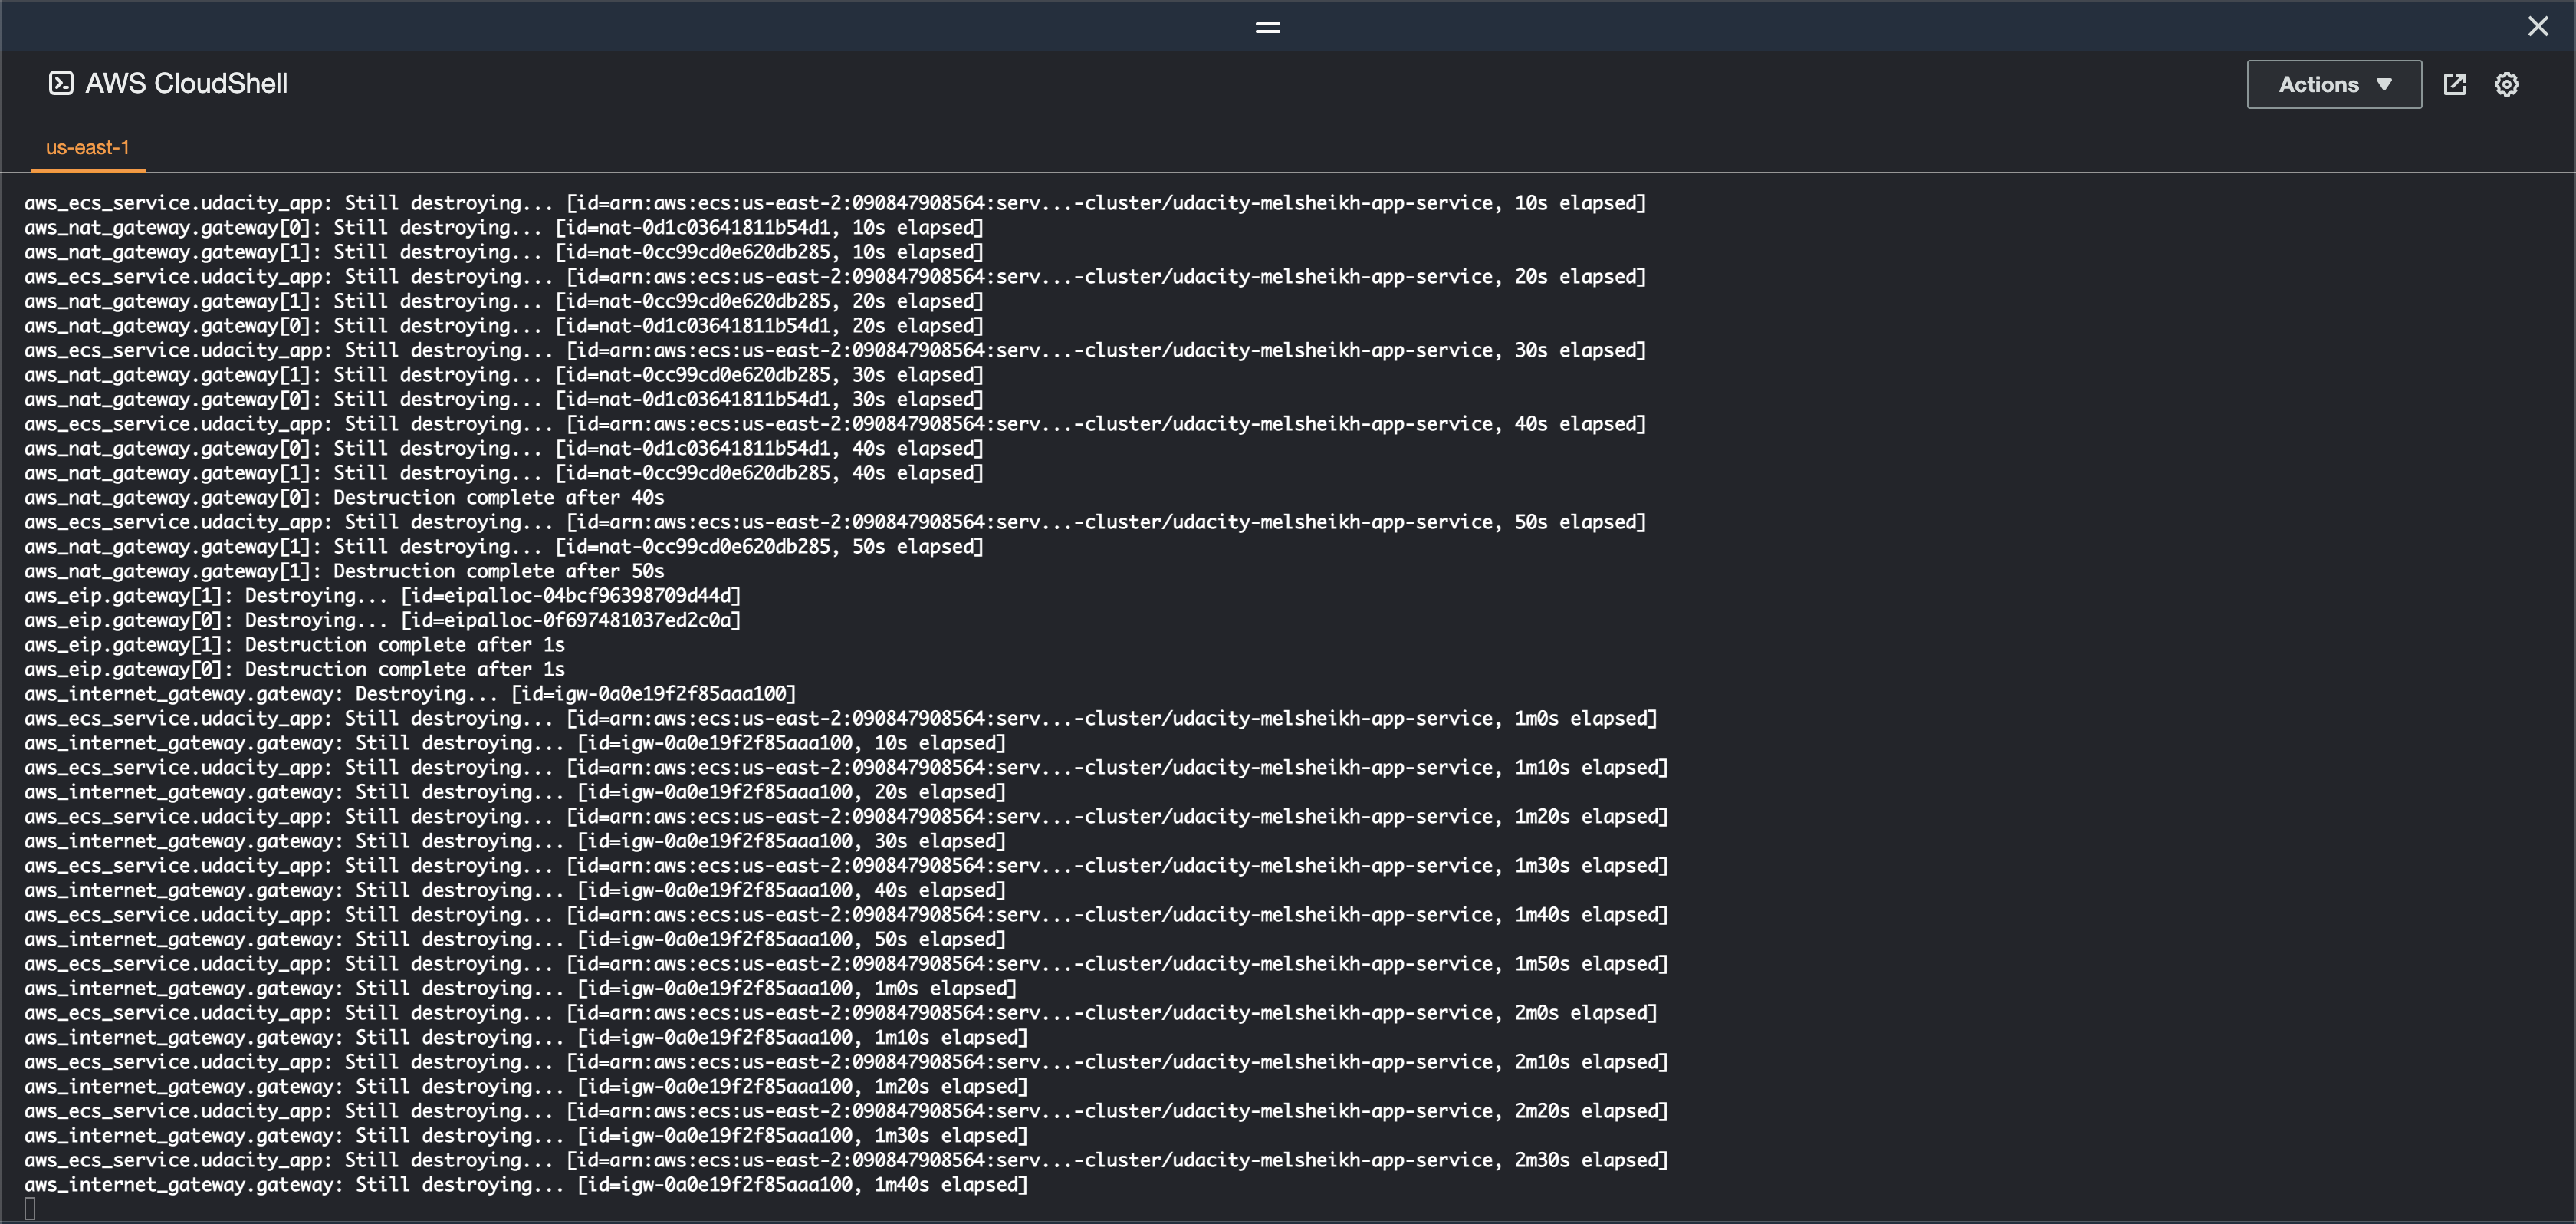 AWS CloudShell
Actions
us-east-1
aws_ecs_service.udacity_app: Still destroying... [id=arn:aws:ecs:us-east-2:090847908564:serv...-cluster/udacity-melsheikh-app-service, 10s elapsed]
aws_nat_gateway.gateway[0]: Still destroying... [id=nat-0d1c03641811b54d1, 10s elapsed]
aws_nat_gateway.gateway[1]: Still destroying... [id=nat-0cc99cd0e620db285, 10s elapsed]
aws_ecs_service.udacity_app: Still destroying... [id=arn:aws:ecs:us-east-2:090847908564:serv...-cluster/udacity-melsheikh-app-service, 20s elapsed]
aws_nat_gateway.gateway[1]: Still destroying... [id=nat-0cc99cd0e620db285, 20s elapsed]
aws_nat_gateway.gateway[0]: Still destroying... [id=nat-0d1c03641811b54d1, 20s elapsed]
aws_ecs_service.udacity_app: Still destroying... [id=arn:aws:ecs:us-east-2:090847908564:serv...-cluster/udacity-melsheikh-app-service, 30s elapsed]
aws_nat_gateway.gateway[1]: Still destroying... [id=nat-0cc99cd0e620db285, 30s elapsed]
aws_nat_gateway.gateway[0]: Still destroying... [id=nat-0d1c03641811b54d1, 30s elapsed]
aws_ecs_service.udacity_app: Still destroying... [id=arn:aws:ecs:us-east-2:090847908564:serv...-cluster/udacity-melsheikh-app-service, 40s elapsed]
aws_nat_gateway.gateway[0]: Still destroying... [id=nat-0d1c03641811b54d1, 40s elapsed]
aws_nat_gateway.gateway[1]: Still destroying... [id=nat-0cc99cd0e620db285, 40s elapsed]
aws_nat_gateway.gateway[0]: Destruction complete after 40s
aws_ecs_service.udacity_app: Still destroying... [id=arn:aws:ecs:us-east-2:090847908564:serv...-cluster/udacity-melsheikh-app-service, 50s elapsed]
aws_nat_gateway.gateway[1]: Still destroying... [id=nat-0cc99cd0e620db285, 50s elapsed]
aws_nat_gateway.gateway[1]: Destruction complete after 50s
aws_eip.gateway[1]: Destroying... [id=eipalloc-04bcf96398709d44d]
aws_eip.gateway[0]: Destroying... [id=eipalloc-0f697481037ed2c0a]
aws_eip.gateway[1]: Destruction complete after 1s
aws_eip.gateway[0]: Destruction complete after 1s
aws_internet_gateway.gateway: Destroying... [id=igw-0a0e19f2f85aaa100]
aws_ecs_service.udacity_app: Still destroying... [id=arn:aws:ecs:us-east-2:090847908564:serv...-cluster/udacity-melsheikh-app-service, 1m0s elapsed]
aws_internet_gateway.gateway: Still destroying... [id=igw-0a0e19f2f85aaa100, 10s elapsed]
aws_ecs_service.udacity_app: Still destroying... [id=arn:aws:ecs:us-east-2:090847908564:serv...-cluster/udacity-melsheikh-app-service, 1m10s elapsed]
aws_internet_gateway.gateway: Still destroying... [id=igw-0a0e19f2f85aaa100, 20s elapsed]
aws_ecs_service.udacity_app: Still destroying... [id=arn:aws:ecs:us-east-2:090847908564:serv...-cluster/udacity-melsheikh-app-service, 1m20s elapsed]
aws_internet_gateway.gateway: Still destroying... [id=igw-0a0e19f2f85aaa100, 30s elapsed]
aws_ecs_service.udacity_app: Still destroying... [id=arn:aws:ecs:us-east-2:090847908564:serv...-cluster/udacity-melsheikh-app-service, 1m30s elapsed]
aws_internet_gateway.gateway: Still destroying... [id=igw-0a0e19f2f85aaa100, 40s elapsed]
aws_ecs_service.udacity_app: Still destroying... [id=arn:aws:ecs:us-east-2:090847908564:serv...-cluster/udacity-melsheikh-app-service, 1m40s elapsed]
aws_internet_gateway.gateway: Still destroying... [id=igw-0a0e19f2f85aaa100, 50s elapsed]
aws_ecs_service.udacity_app: Still destroying... [id=arn:aws:ecs:us-east-2:090847908564:serv...-cluster/udacity-melsheikh-app-service, 1m50s elapsed]
aws_internet_gateway.gateway: Still destroying... [id=igw-0a0e19f2f85aaa100, 1m0s elapsed]
aws_ecs_service.udacity_app: Still destroying... [id=arn:aws:ecs:us-east-2:090847908564:serv...-cluster/udacity-melsheikh-app-service, 2m0s elapsed]
aws_internet_gateway.gateway: Still destroying... [id=igw-0a0e19f2f85aaa100, 1m10s elapsed]
aws_ecs_service.udacity_app: Still destroying... [id=arn:aws:ecs:us-east-2:090847908564:serv...-cluster/udacity-melsheikh-app-service, 2m10s elapsed]
aws_internet_gateway.gateway: Still destroying... [id=igw-0a0e19f2f85aaa100, 1m20s elapsed]
aws_ecs_service.udacity_app: Still destroying... [id=arn:aws:ecs:us-east-2:090847908564:serv...-cluster/udacity-melsheikh-app-service, 2m20s elapsed]
aws_internet_gateway.gateway: Still destroying... [id=igw-0a0e19f2f85aaa100, 1m30s elapsed]
aws_ecs_service.udacity_app: Still destroying... [id=arn:aws:ecs:us-east-2:090847908564:serv...-cluster/udacity-melsheikh-app-service, 2m30s elapsed]
aws_internet_gateway.gateway: Still destroying... [id=igw-0a0e19f2f85aaa100, 1m40s elapsed]